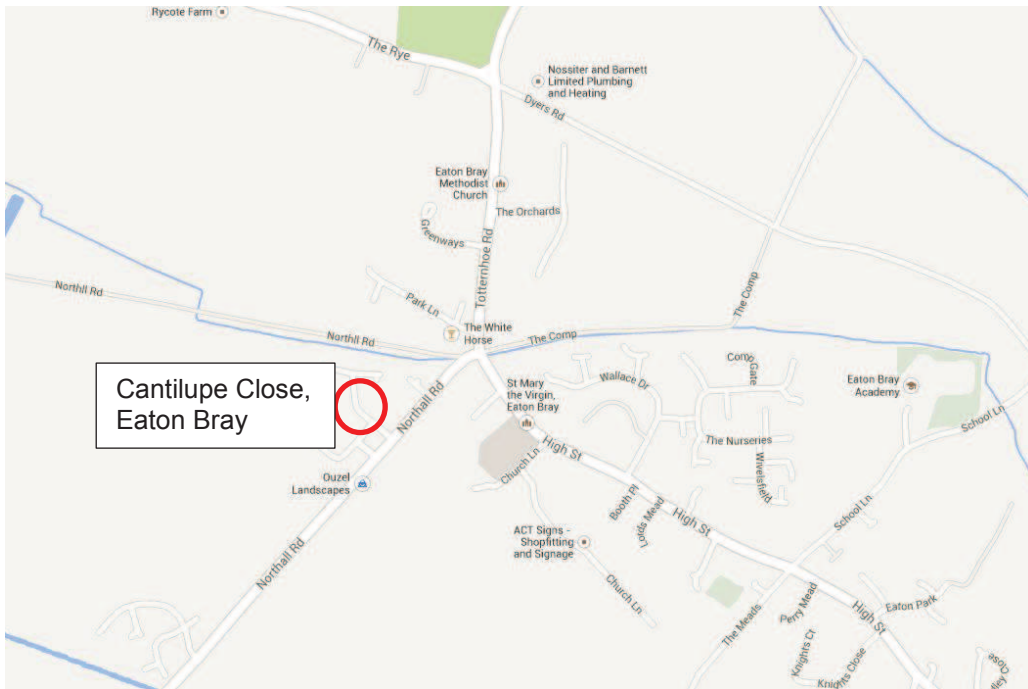 Rycote Farm
The Rye
Nossiter and Barnett
Limited Plumbing
and Heating
Dyers Rd
Eaton Bray
Methodist
Church
The Orchards
Greenways
Totternhoe Rd
Northll Rd
Park Ln
The White
Horse
Northll Rd
The Comp
The Comp
Cantilupe Close,
Eaton Bray
Northall Rd
St Mary
the Virgin,
Eaton Bray
Wallace Dr
Comp Gate
Eaton Bray
Academy
School Ln
The Nurseries
Wivelsfield
High St
Church Ln
Ouzel
Landscapes
Booth Pl
Lords Mead
High St
School Ln
ACT Signs -
Shopfitting
and Signage
Northall Rd
Church Ln
The Meads
Perry Mead
High St
Eaton Park
Knights Ct
Knights Close
Close